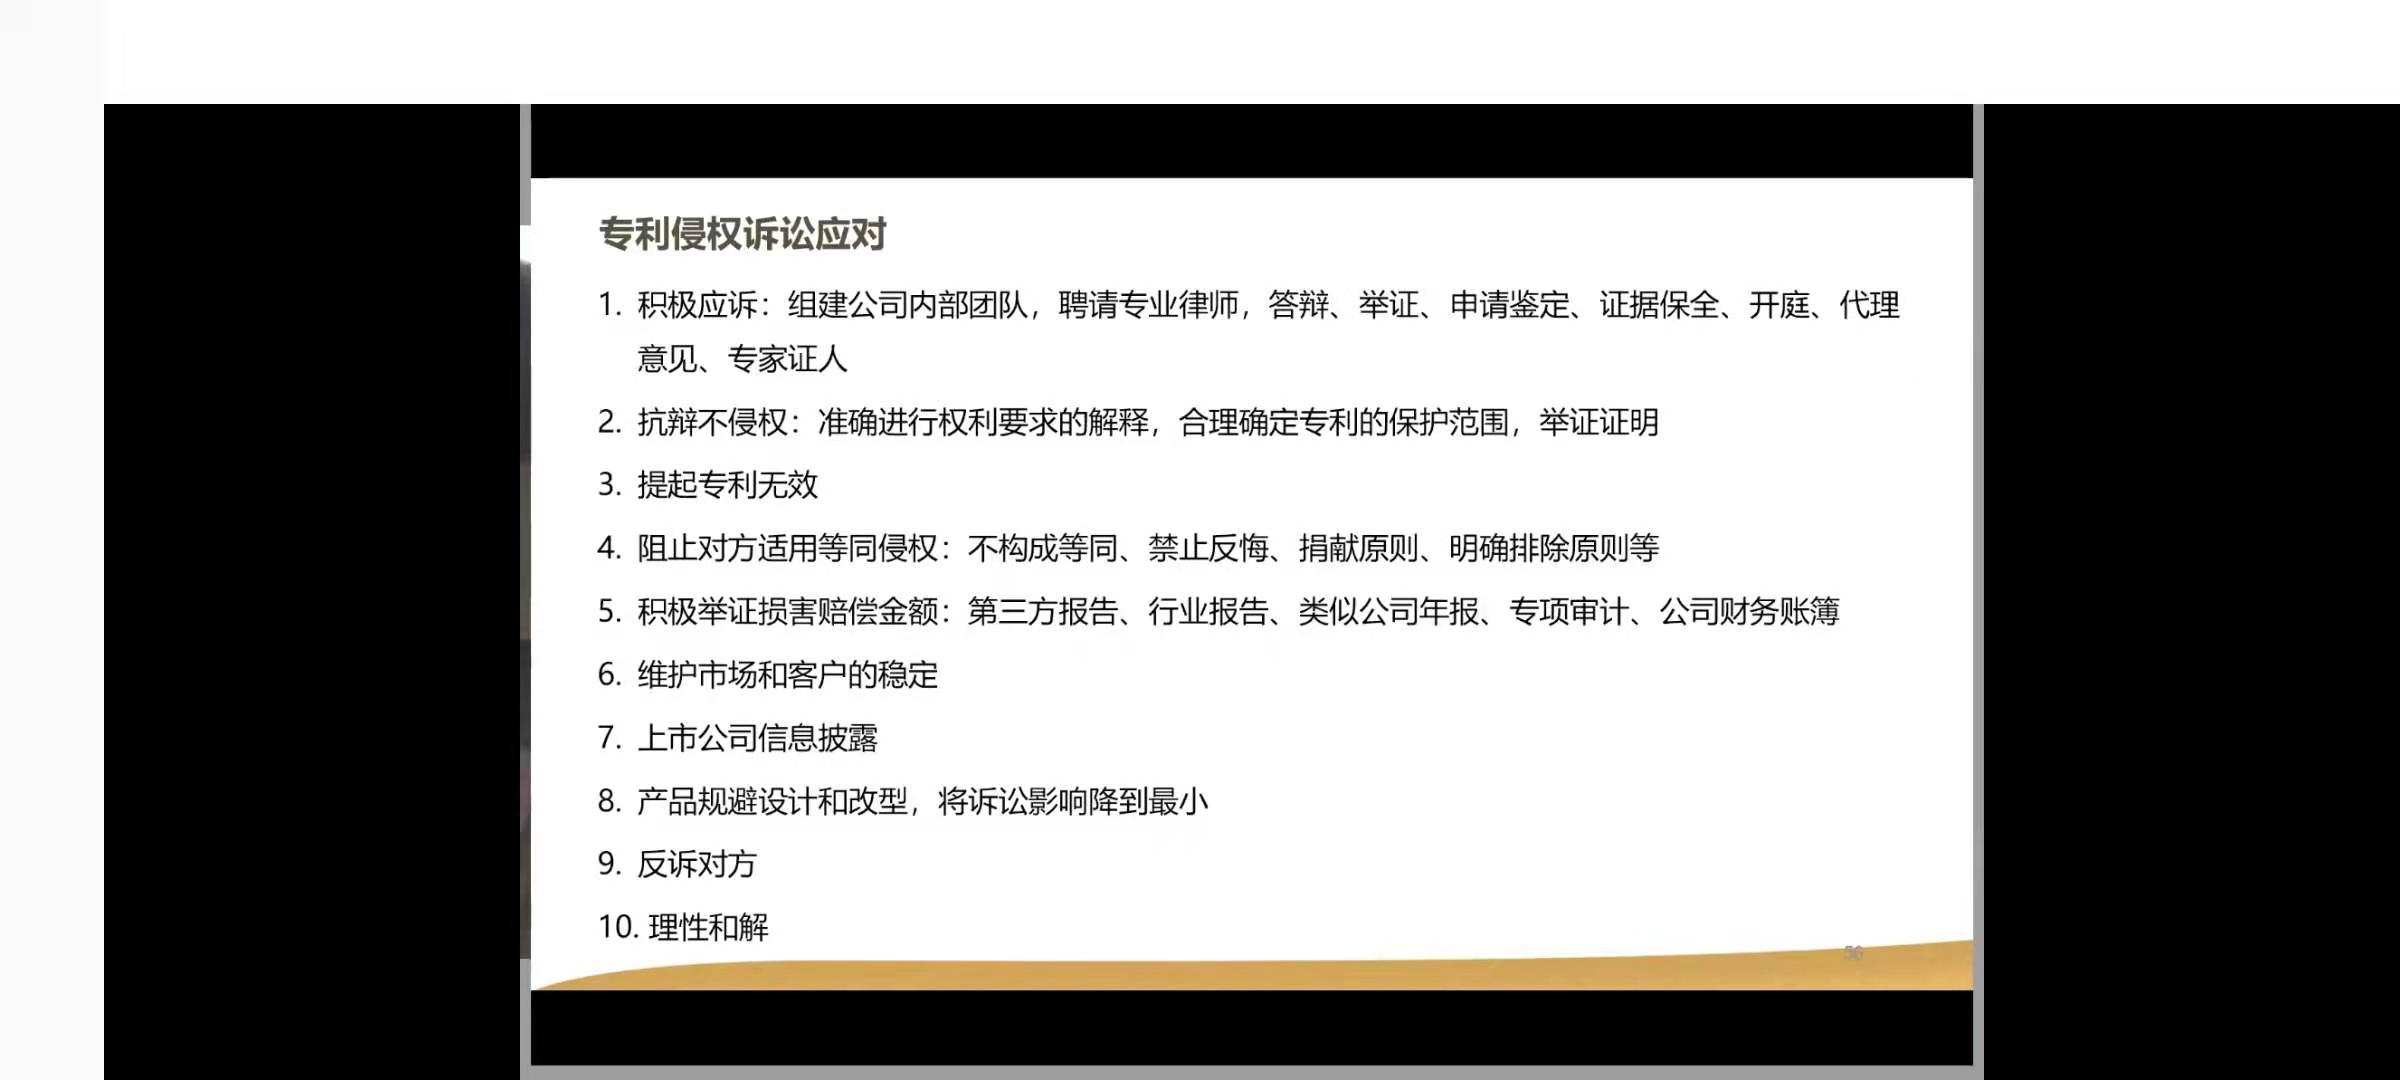 专利侵权诉讼应对
1. 积极应诉：组建公司内部团队，聘请专业律师，答辩、举证、申请鉴定、证据保全、开庭、代理
意见、专家证人
2. 抗辩不侵权：准确进行权利要求的解释，合理确定专利的保护范围，举证证明
3. 提起专利无效
4. 阻止对方适用等同侵权：不构成等同、禁止反悔、捐献原则、明确排除原则等
5. 积极举证损害赔偿金额：第三方报告、行业报告、类似公司年报、专项审计、公司财务账簿
6. 维护市场和客户的稳定
7. 上市公司信息披露
8. 产品规避设计和改型，将诉讼影响降到最小
9. 反诉对方
10. 理性和解
56